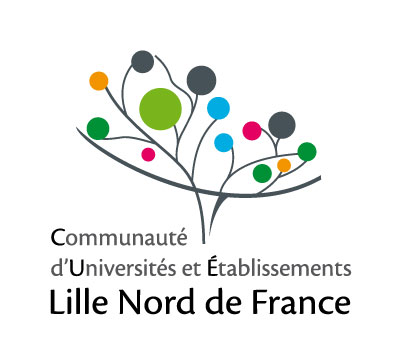 Communauté
d'Universités et Établissements
Lille Nord de France